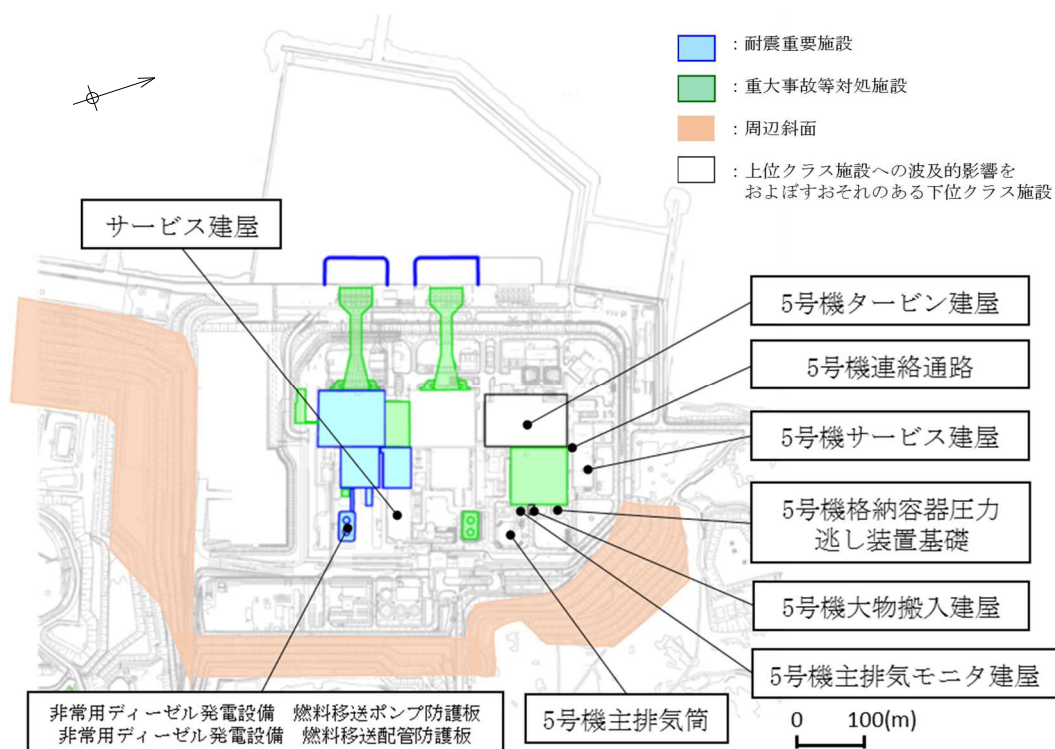 ：耐震重要施設
：重大事故等対処施設
：周辺斜面
：上位クラス施設への波及的影響を
およぼすおそれのある下位クラス施設
サービス建屋
5号機タービン建屋
5号機連絡通路
5号機サービス建屋
5号機格納容器圧力
逃し装置基礎
5号機大物搬入建屋
5号機主排気モニタ建屋
5号機主排気筒
非常用ディーゼル発電設備　燃料移送ポンプ防護板
非常用ディーゼル発電設備　燃料移送配管防護板
0　100(m)